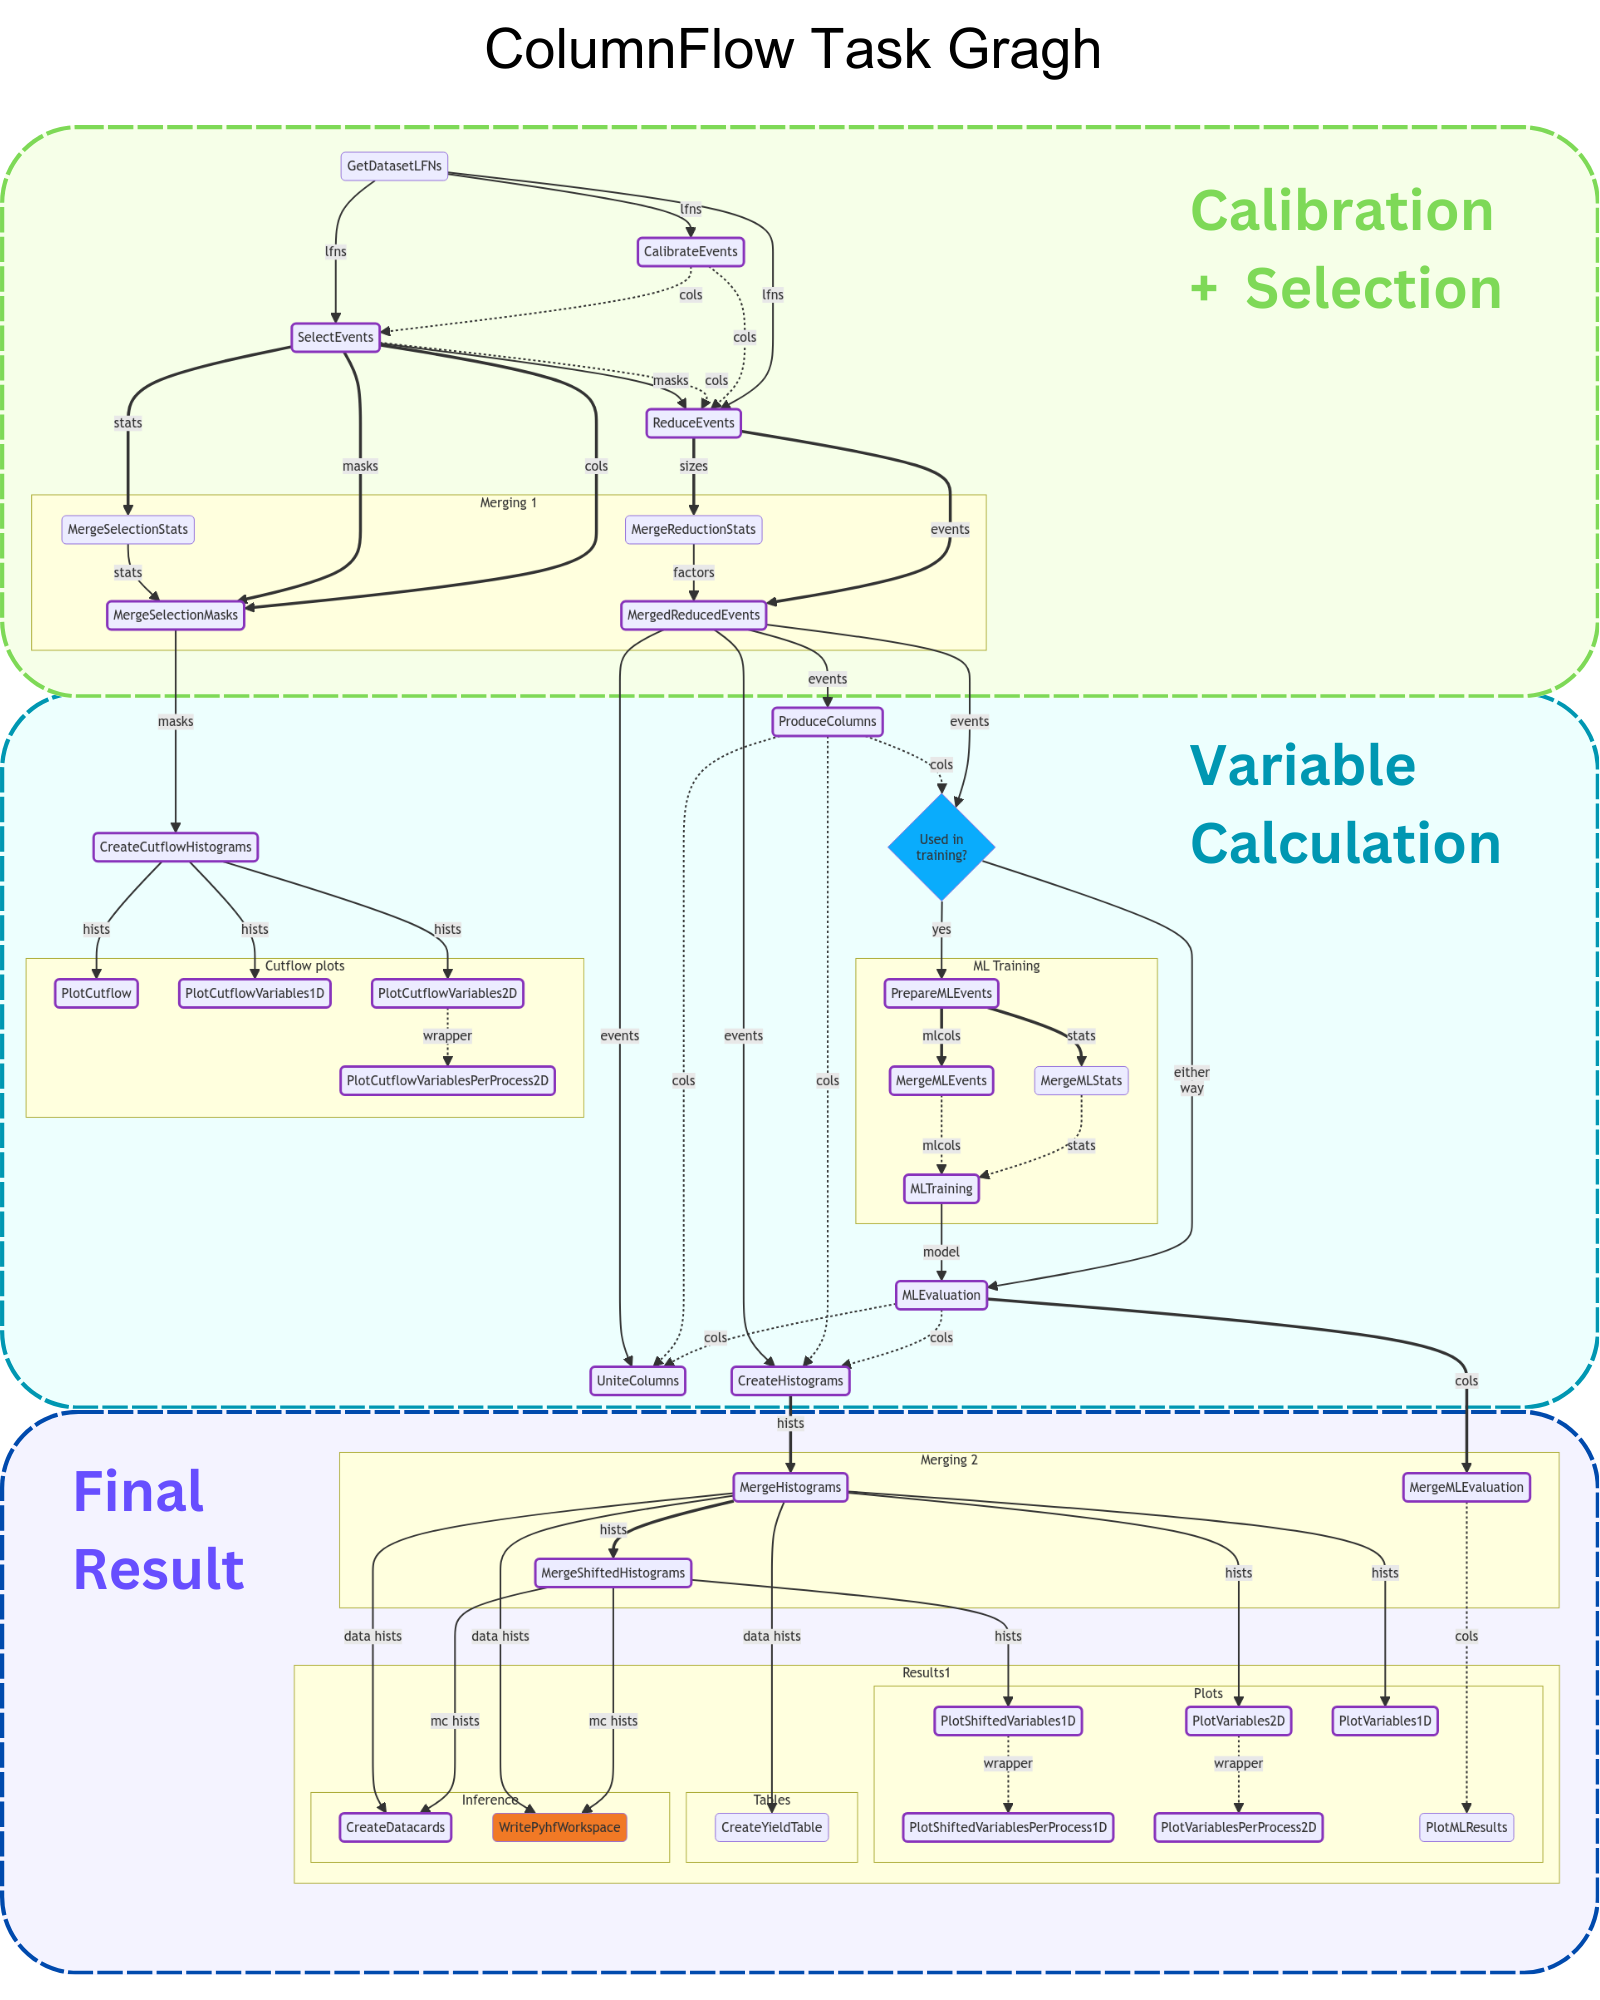 ColumnFlow Task Gragh
Calibration
+ Selection
GetDatasetLFNs
lfns
lfns
CalibrateEvents
lfns
cols
cols
SelectEvents
masks
cols
ReduceEvents
stats
masks
cols
sizes
events
Merging 1
MergeSelectionStats
MergeReductionStats
stats
factors
MergeSelectionMasks
MergedReducedEvents
Variable
Calculation
masks
events
events
ProduceColumns
cols
Used in
training?
CreateCutflowHistograms
hists
hists
hists
yes
Cutflow plots
PlotCutflow
PlotCutflowVariables1D
PlotCutflowVariables2D
wrapper
PlotCutflowVariablesPerProcess2D
events
events
cols
cols
ML Training
PrepareMLEvents
mlcols
stats
MergeMLEvents
MergeMLStats
mlcols
stats
MLTraining
either
way
model
MLEvaluation
cols
cols
UniteColumns
CreateHistograms
cols
hists
Final
Result
Merging 2
MergeHistograms
MergeMLEvaluation
hists
MergeShiftedHistograms
hists
hists
data hists
data hists
data hists
hists
cols
Results1
Plots
mc hists
mc hists
PlotShiftedVariables1D
PlotVariables2D
PlotVariables1D
wrapper
wrapper
Inference
Tables
CreateDatacards
WritePyhfWorkspace
CreateYieldTable
PlotShiftedVariablesPerProcess1D
PlotVariablesPerProcess2D
PlotMLResults